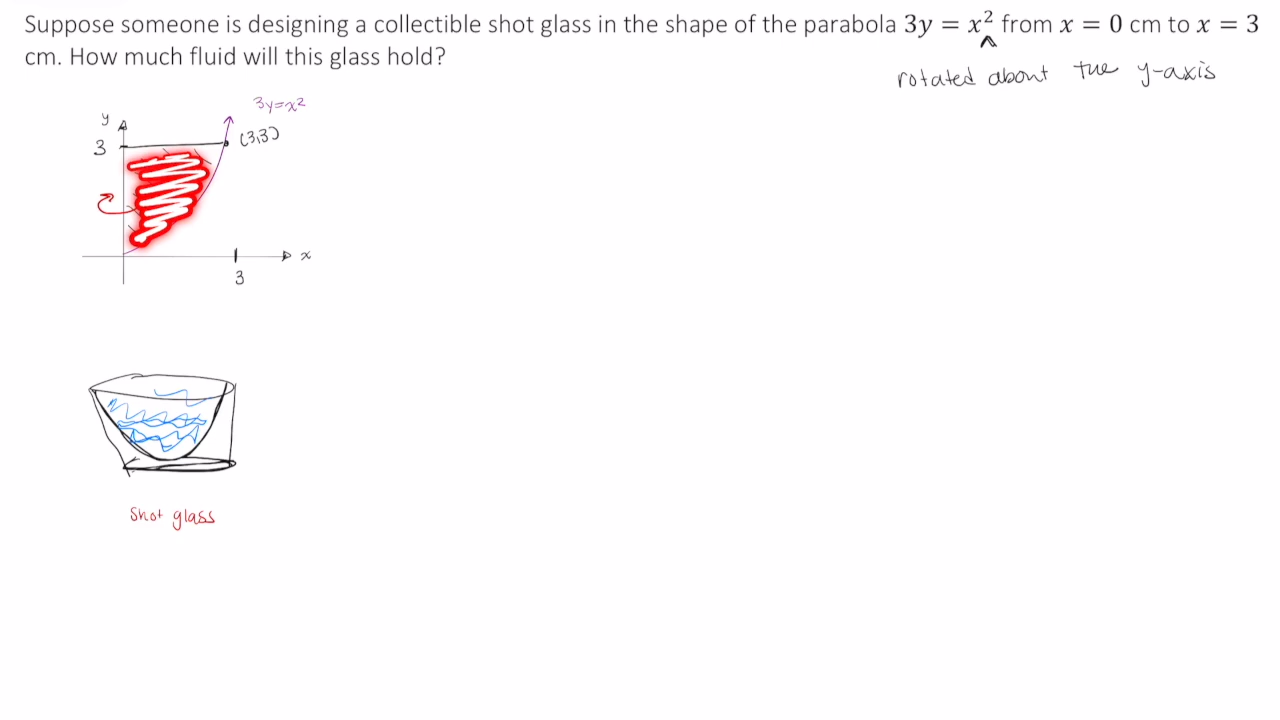 Suppose someone is designing a collectible shot glass in the shape of the parabola 3y = x² from x = 0 cm to x = 3
cm. How much fluid will this glass hold?
rotated about the y-axis
3y=x²
y
3
(3,3)
x
3
Shot glass